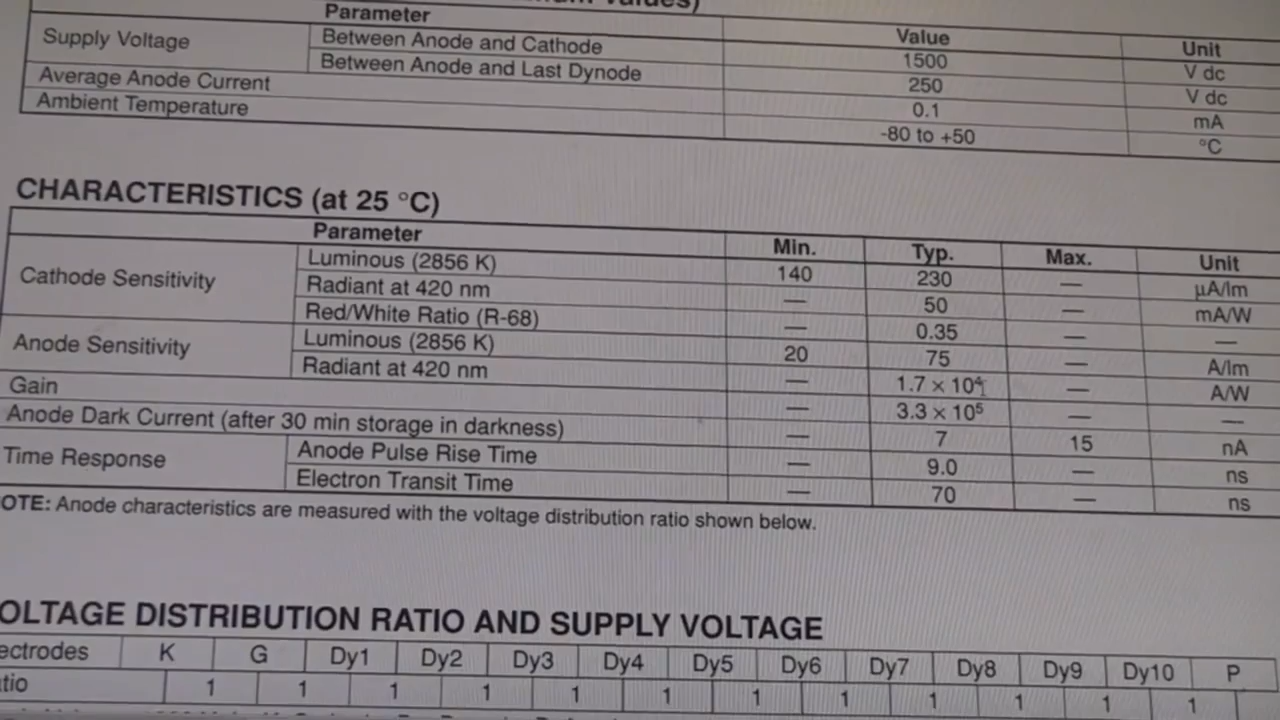 Parameter Value Unit
Supply Voltage Between Anode and Cathode 1500 V dc
Between Anode and Last Dynode 250 V dc
Average Anode Current 0.1 mA
Ambient Temperature -80 to +50 °C
CHARACTERISTICS (at 25 °C)
Parameter Min. Typ. Max. Unit
Cathode Sensitivity Luminous (2856 K) 140 230 — μA/lm
Radiant at 420 nm — 50 — mA/W
Red/White Ratio (R-68) — 0.35 — —
Anode Sensitivity Luminous (2856 K) 20 75 — A/lm
Radiant at 420 nm — 1.7 × 10⁴ — A/W
Gain — 3.3 × 10⁵ — —
Anode Dark Current (after 30 min storage in darkness) — 7 15 nA
Time Response Anode Pulse Rise Time — 9.0 — ns
Electron Transit Time — 70 — ns
OTE: Anode characteristics are measured with the voltage distribution ratio shown below.
OLTAGE DISTRIBUTION RATIO AND SUPPLY VOLTAGE
ectrodes K G Dy1 Dy2 Dy3 Dy4 Dy5 Dy6 Dy7 Dy8 Dy9 Dy10 P
tio 1 1 1 1 1 1 1 1 1 1 1 1